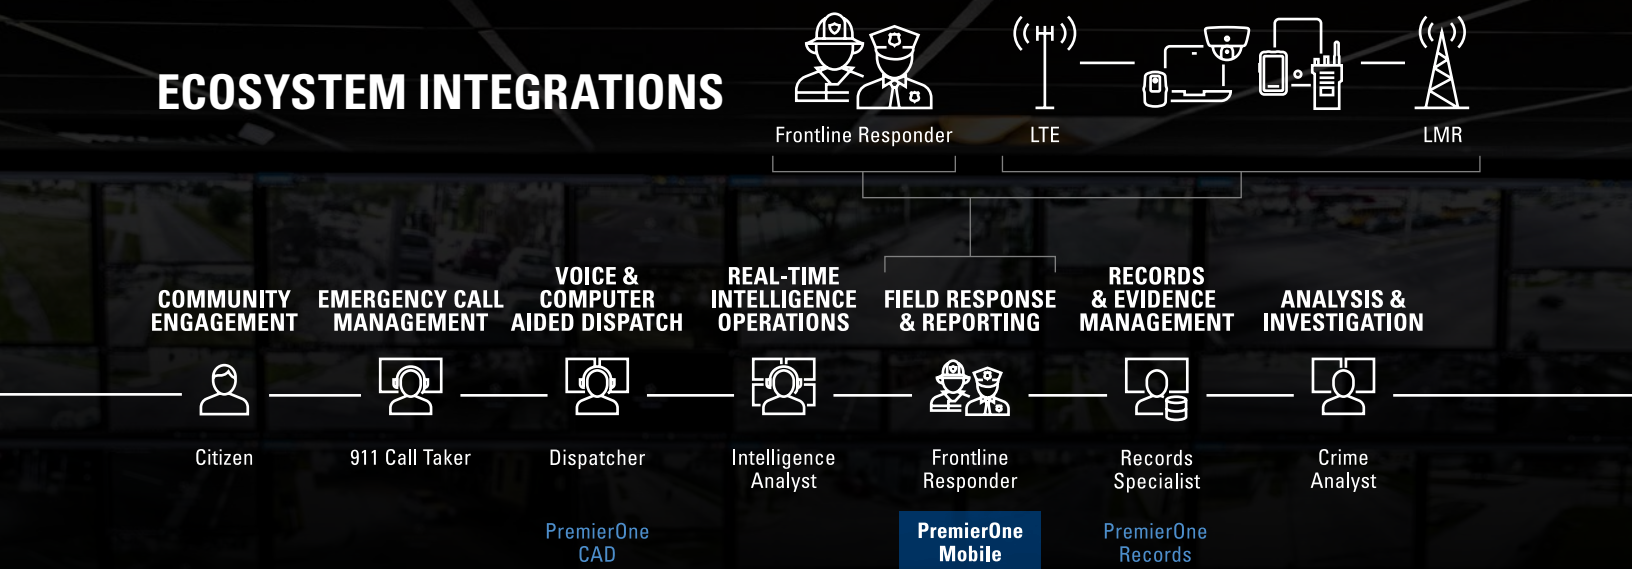 ECOSYSTEM INTEGRATIONS
Frontline Responder
LTE
LMR
COMMUNITY
ENGAGEMENT
EMERGENCY CALL
MANAGEMENT
VOICE &
COMPUTER
AIDED DISPATCH
REAL-TIME
INTELLIGENCE
OPERATIONS
FIELD RESPONSE
& REPORTING
RECORDS
& EVIDENCE
MANAGEMENT
ANALYSIS &
INVESTIGATION
Citizen
911 Call Taker
Dispatcher
Intelligence
Analyst
Frontline
Responder
Records
Specialist
Crime
Analyst
PremierOne
CAD
PremierOne
Mobile
PremierOne
Records